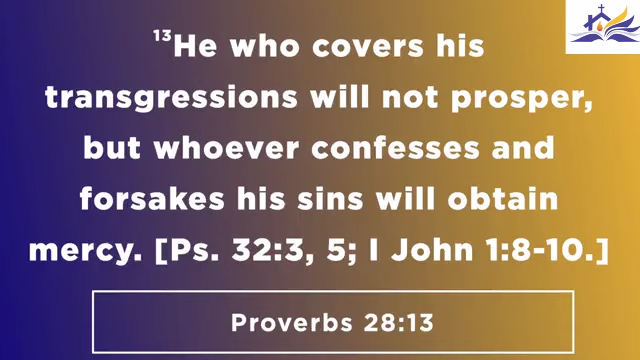 ¹³He who covers his
transgressions will not prosper,
but whoever confesses and
forsakes his sins will obtain
mercy. [Ps. 32:3, 5; I John 1:8-10.]
Proverbs 28:13